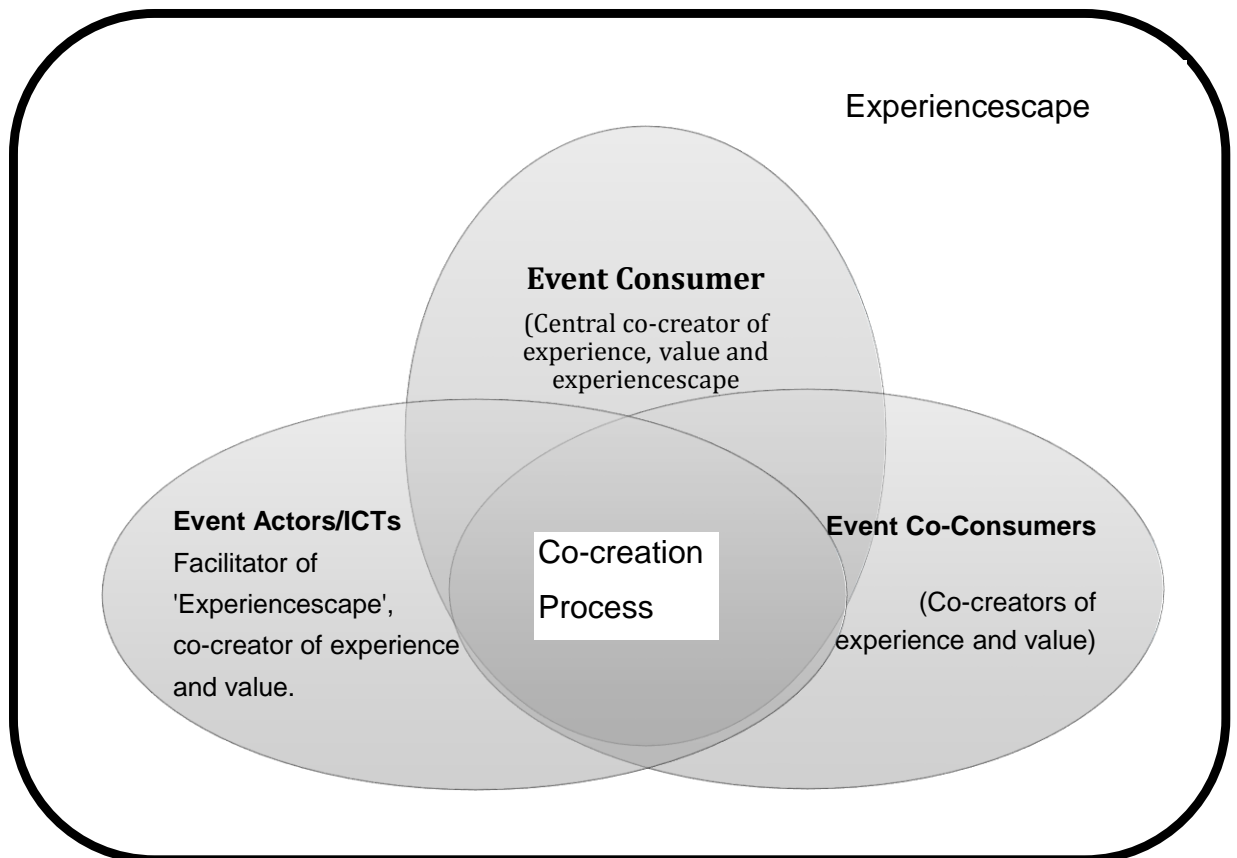 Experiencescape
Event Consumer
(Central co-creator of
experience, value and
experiencescape
Event Actors/ICTs
Facilitator of
'Experiencescape',
co-creator of experience
and value.
Co-creation
Process
Event Co-Consumers
(Co-creators of
experience and value)